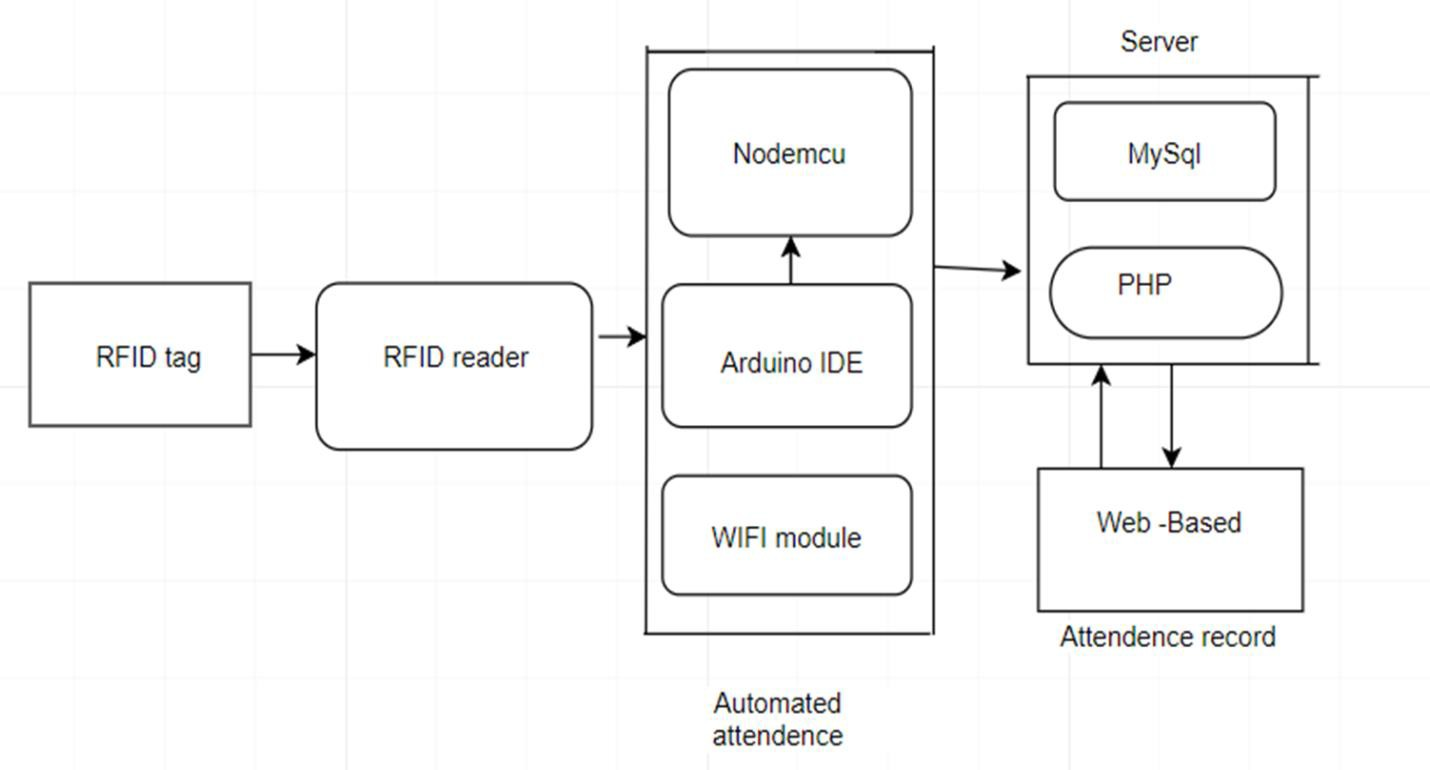 Server
Nodemcu
MySql
PHP
RFID tag
RFID reader
Arduino IDE
WIFI module
Web -Based
Attendence record
Automated
attendence